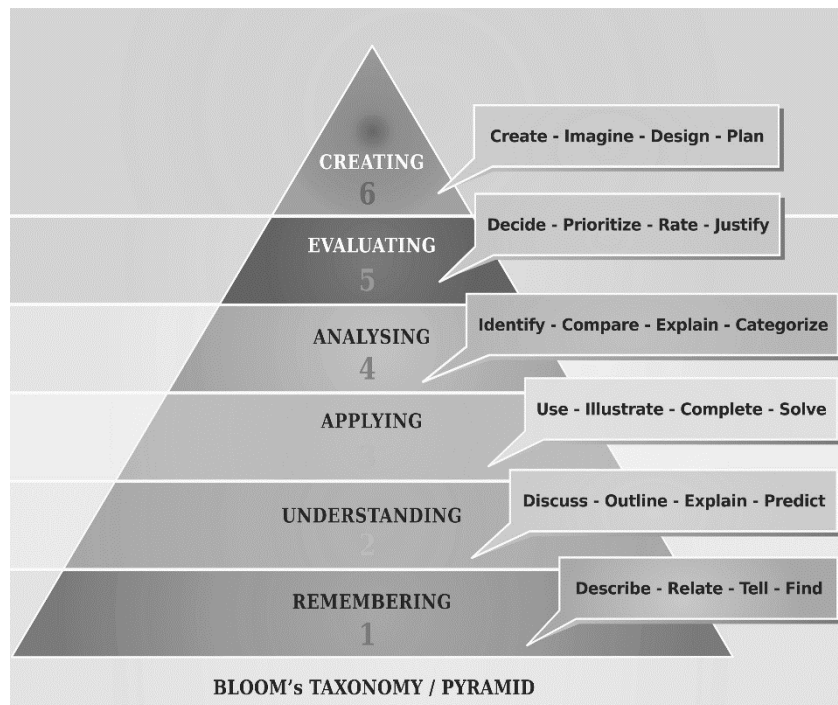 Create - Imagine - Design - Plan
CREATING
6
Decide - Prioritize - Rate - Justify
EVALUATING
5
Identify - Compare - Explain - Categorize
ANALYSING
4
Use - Illustrate - Complete - Solve
APPLYING
Discuss - Outline - Explain - Predict
UNDERSTANDING
2
Describe - Relate - Tell - Find
REMEMBERING
1
BLOOM's TAXONOMY / PYRAMID